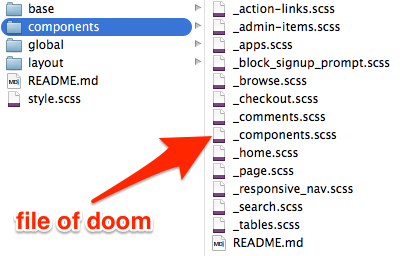 base
components
global
layout
README.md
style.scss
_action-links.scss
_admin-items.scss
_apps.scss
_block_signup_prompt.scss
_browse.scss
_checkout.scss
_comments.scss
_components.scss
_home.scss
_page.scss
_responsive_nav.scss
_search.scss
_tables.scss
README.md
file of doom